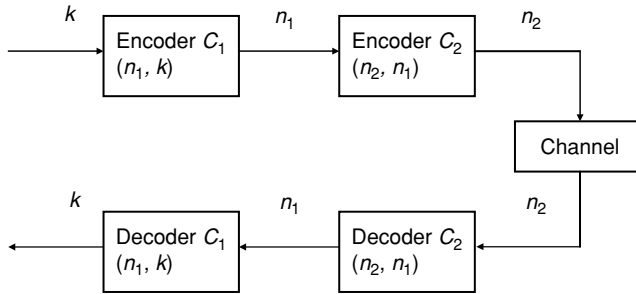 k
n₁
n₂
Encoder C₁
(n₁, k)
Encoder C₂
(n₂, n₁)
Channel
k
n₁
n₂
Decoder C₁
(n₁, k)
Decoder C₂
(n₂, n₁)